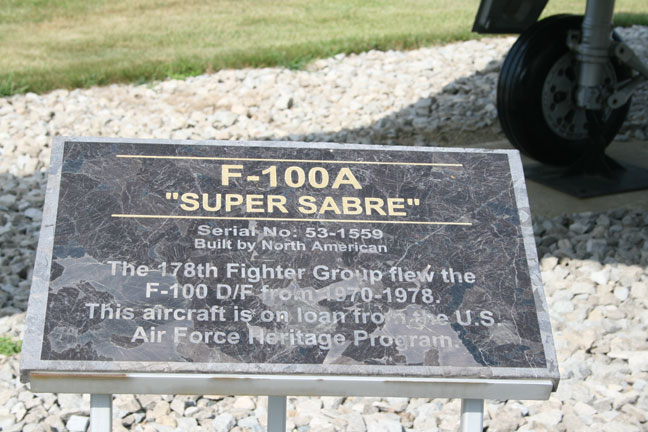 F-100A
"SUPER SABRE"
Serial No: 53-1559
Built by North American
The 178th Fighter Group flew the
F-100 D/F from 1970-1978.
This aircraft is on loan from the U.S.
Air Force Heritage Program.